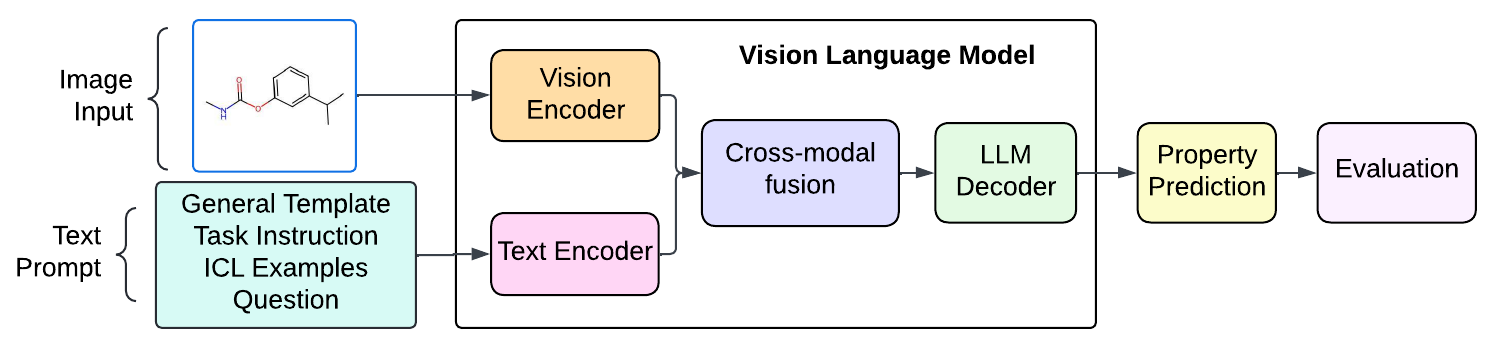 Image
Input
O
N
H
O
Text
Prompt
General Template
Task Instruction
ICL Examples
Question
Vision Language Model
Vision
Encoder
Text Encoder
Cross-modal
fusion
LLM
Decoder
Property
Prediction
Evaluation